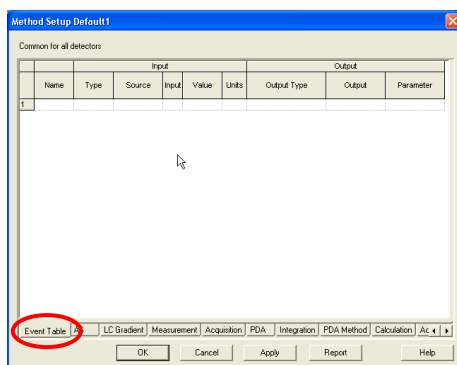 Method Setup Default1
Common for all detectors
Input Output
Name Type Source Input Value Units Output Type Output Parameter
1
Event Table LC Gradient Measurement Acquisition PDA Integration PDA Method Calculation
OK Cancel Apply Report Help